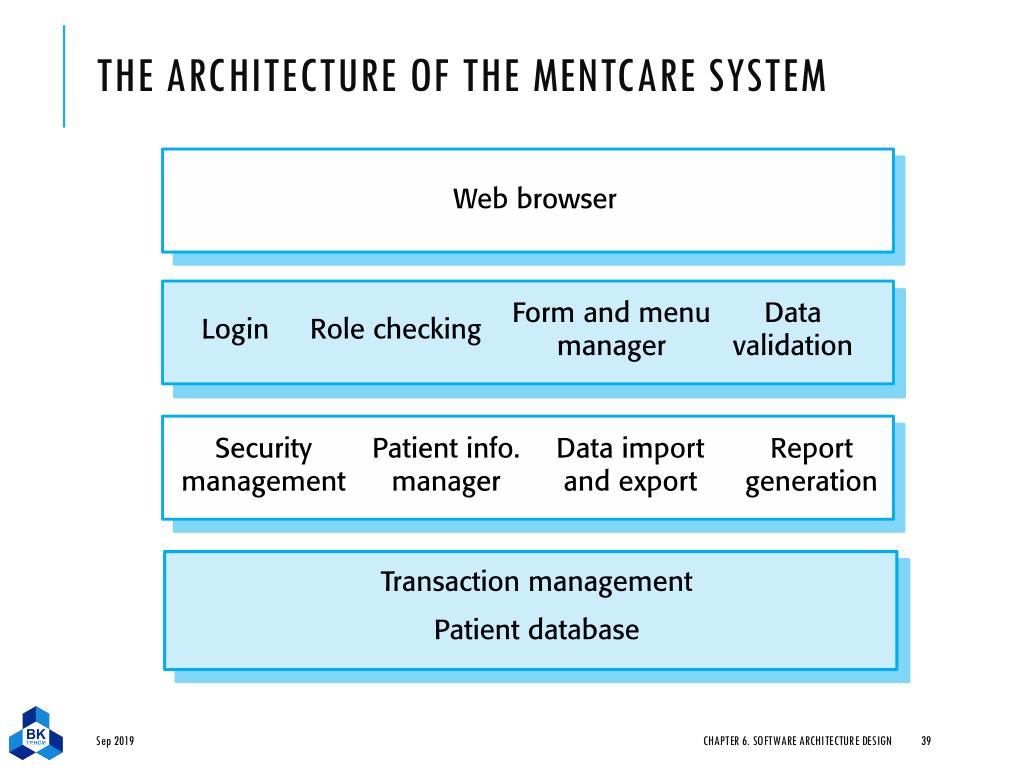 THE ARCHITECTURE OF THE MENTCARE SYSTEM
Web browser
Login Role checking Form and menu manager Data validation
Security management Patient info. manager Data import and export Report generation
Transaction management
Patient database
BK
TP.HCM
Sep 2019 CHAPTER 6. SOFTWARE ARCHITECTURE DESIGN 39